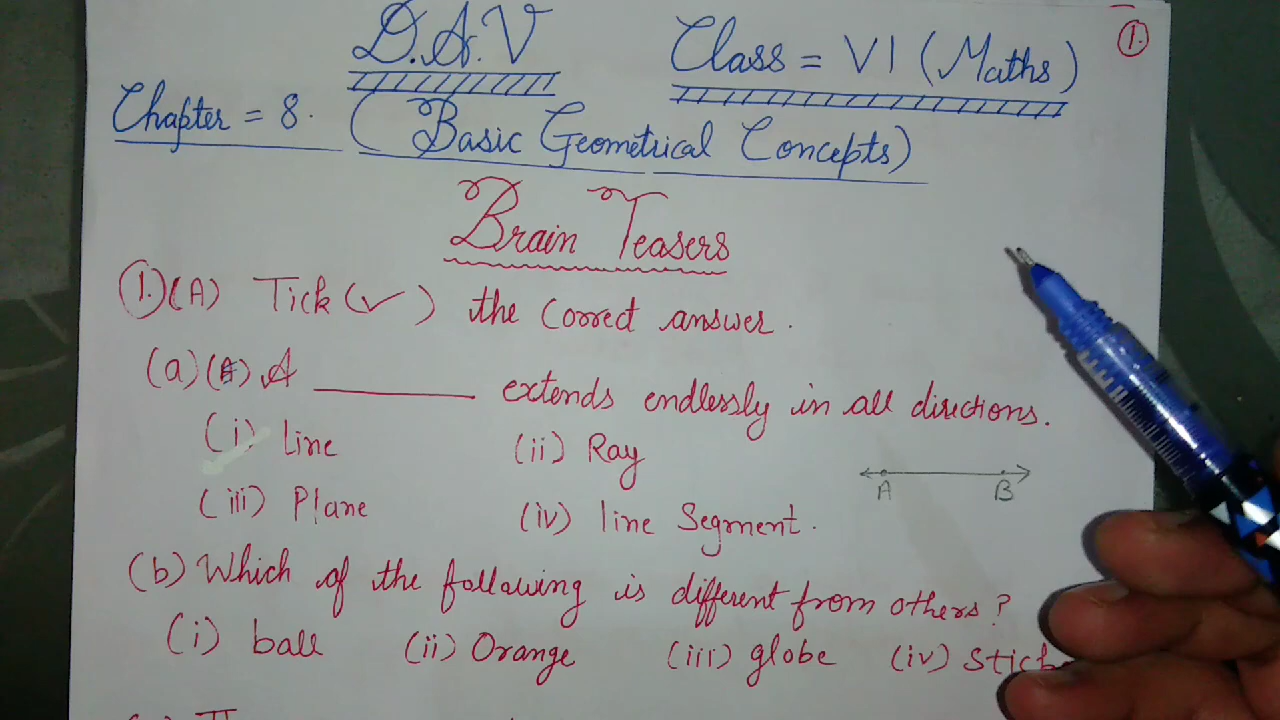 D.A.V Class = VI (Maths) 1.
Chapter = 8. (Basic Geometrical Concepts)
Brain Teasers
1.(A) Tick (✓) the correct answer.
(a) A ________ extends endlessly in all directions.
(i) line (ii) Ray
(iii) Plane (iv) line Segment.
A B
(b) Which of the following is different from others?
(i) ball (ii) Orange (iii) globe (iv)